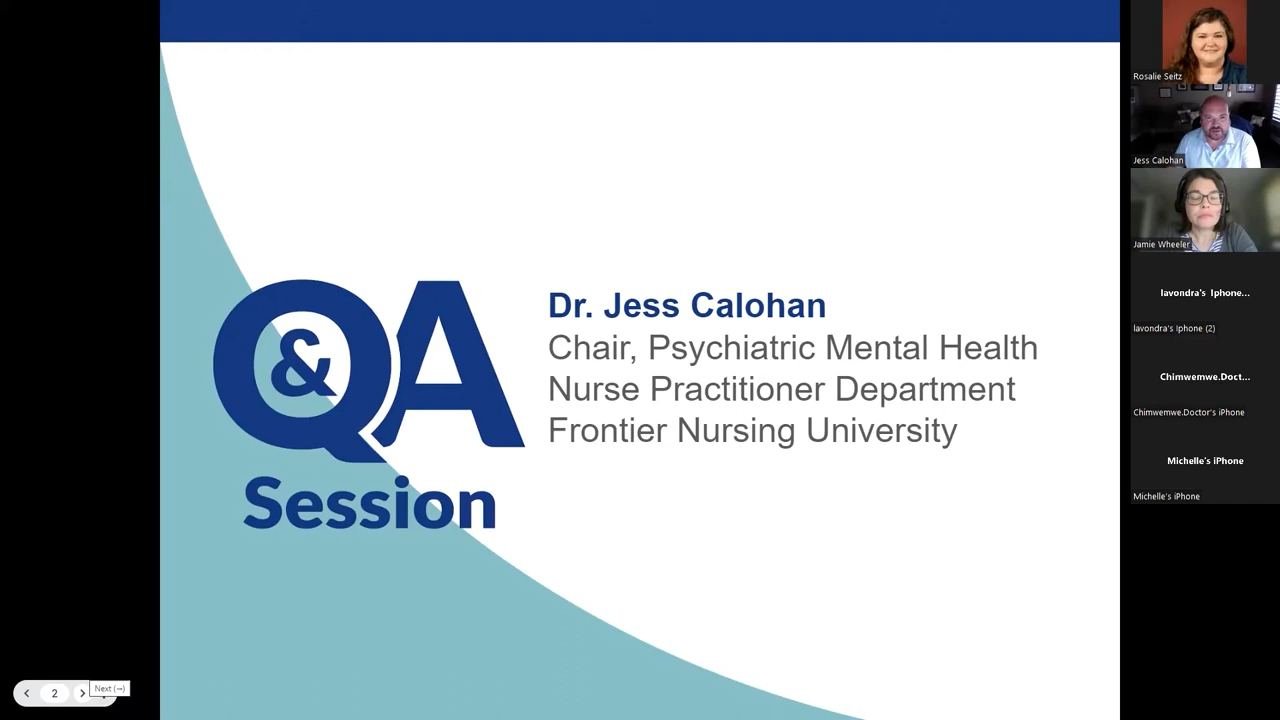 Q&A
Session
Dr. Jess Calohan
Chair, Psychiatric Mental Health
Nurse Practitioner Department
Frontier Nursing University
Rosalie Seitz
Jess Calohan
Jamie Wheeler
lavondra's Iphone...
lavondra's Iphone (2)
Chimwemwe.Doct...
Chimwemwe.Doctor's iPhone
Michelle's iPhone
Michelle's iPhone
2
Next (→)